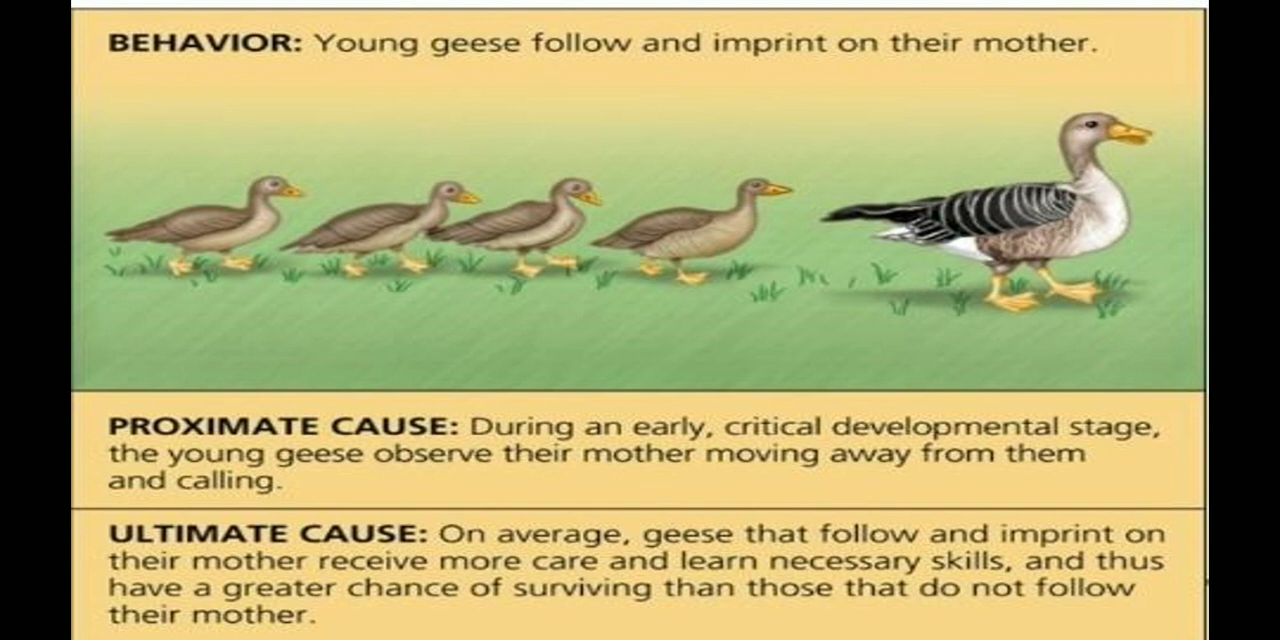 BEHAVIOR: Young geese follow and imprint on their mother.
PROXIMATE CAUSE: During an early, critical developmental stage,
the young geese observe their mother moving away from them
and calling.
ULTIMATE CAUSE: On average, geese that follow and imprint on
their mother receive more care and learn necessary skills, and thus
have a greater chance of surviving than those that do not follow
their mother.